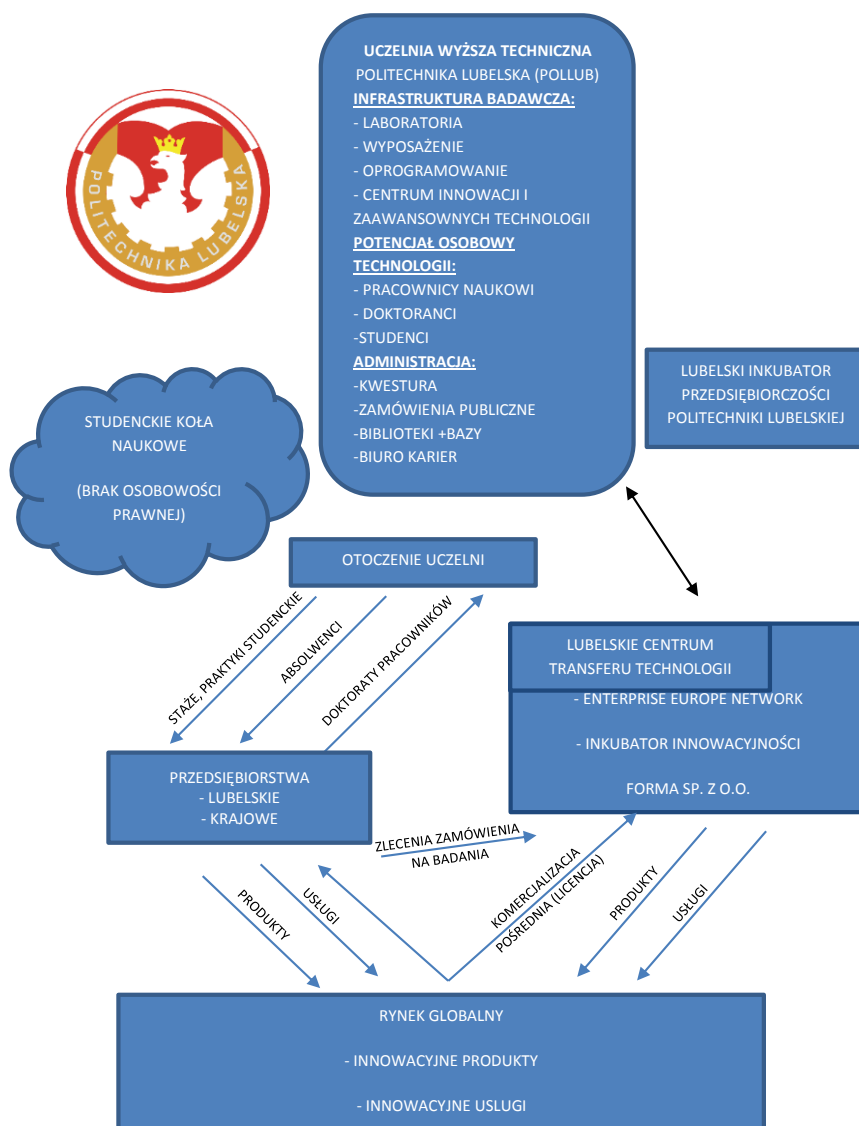 UCZELNIA WYŻSZA TECHNICZNA
POLITECHNIKA LUBELSKA (POLLUB)
INFRASTRUKTURA BADAWCZA:
- LABORATORIA
- WYPOSAŻENIE
- OPROGRAMOWANIE
- CENTRUM INNOWACJI I
ZAAWANSOWNYCH TECHNOLOGII
POTENCJAŁ OSOBOWY
TECHNOLOGII:
- PRACOWNICY NAUKOWI
- DOKTORANCI
-STUDENCI
ADMINISTRACJA:
-KWESTURA
-ZAMÓWIENIA PUBLICZNE
-BIBLIOTEKI +BAZY
-BIURO KARIER
POLITECHNIKA LUBELSKA
LUBELSKI INKUBATOR
PRZEDSIĘBIORCZOŚCI
POLITECHNIKI LUBELSKIEJ
STUDENCKIE KOŁA
NAUKOWE
(BRAK OSOBOWOŚCI
PRAWNEJ)
OTOCZENIE UCZELNI
STAŻE, PRAKTYKI STUDENCKIE
ABSOLWENCI
DOKTORATY PRACOWNIKÓW
LUBELSKIE CENTRUM
TRANSFERU TECHNOLOGII
- ENTERPRISE EUROPE NETWORK
- INKUBATOR INNOWACYJNOŚCI
FORMA SP. Z O.O.
PRZEDSIĘBIORSTWA
- LUBELSKIE
- KRAJOWE
ZLECENIA ZAMÓWIENIA
NA BADANIA
PRODUKTY
USŁUGI
KOMERCJALIZACJA
POŚREDNIA (LICENCJA)
PRODUKTY
USŁUGI
RYNEK GLOBALNY
- INNOWACYJNE PRODUKTY
- INNOWACYJNE USLUGI